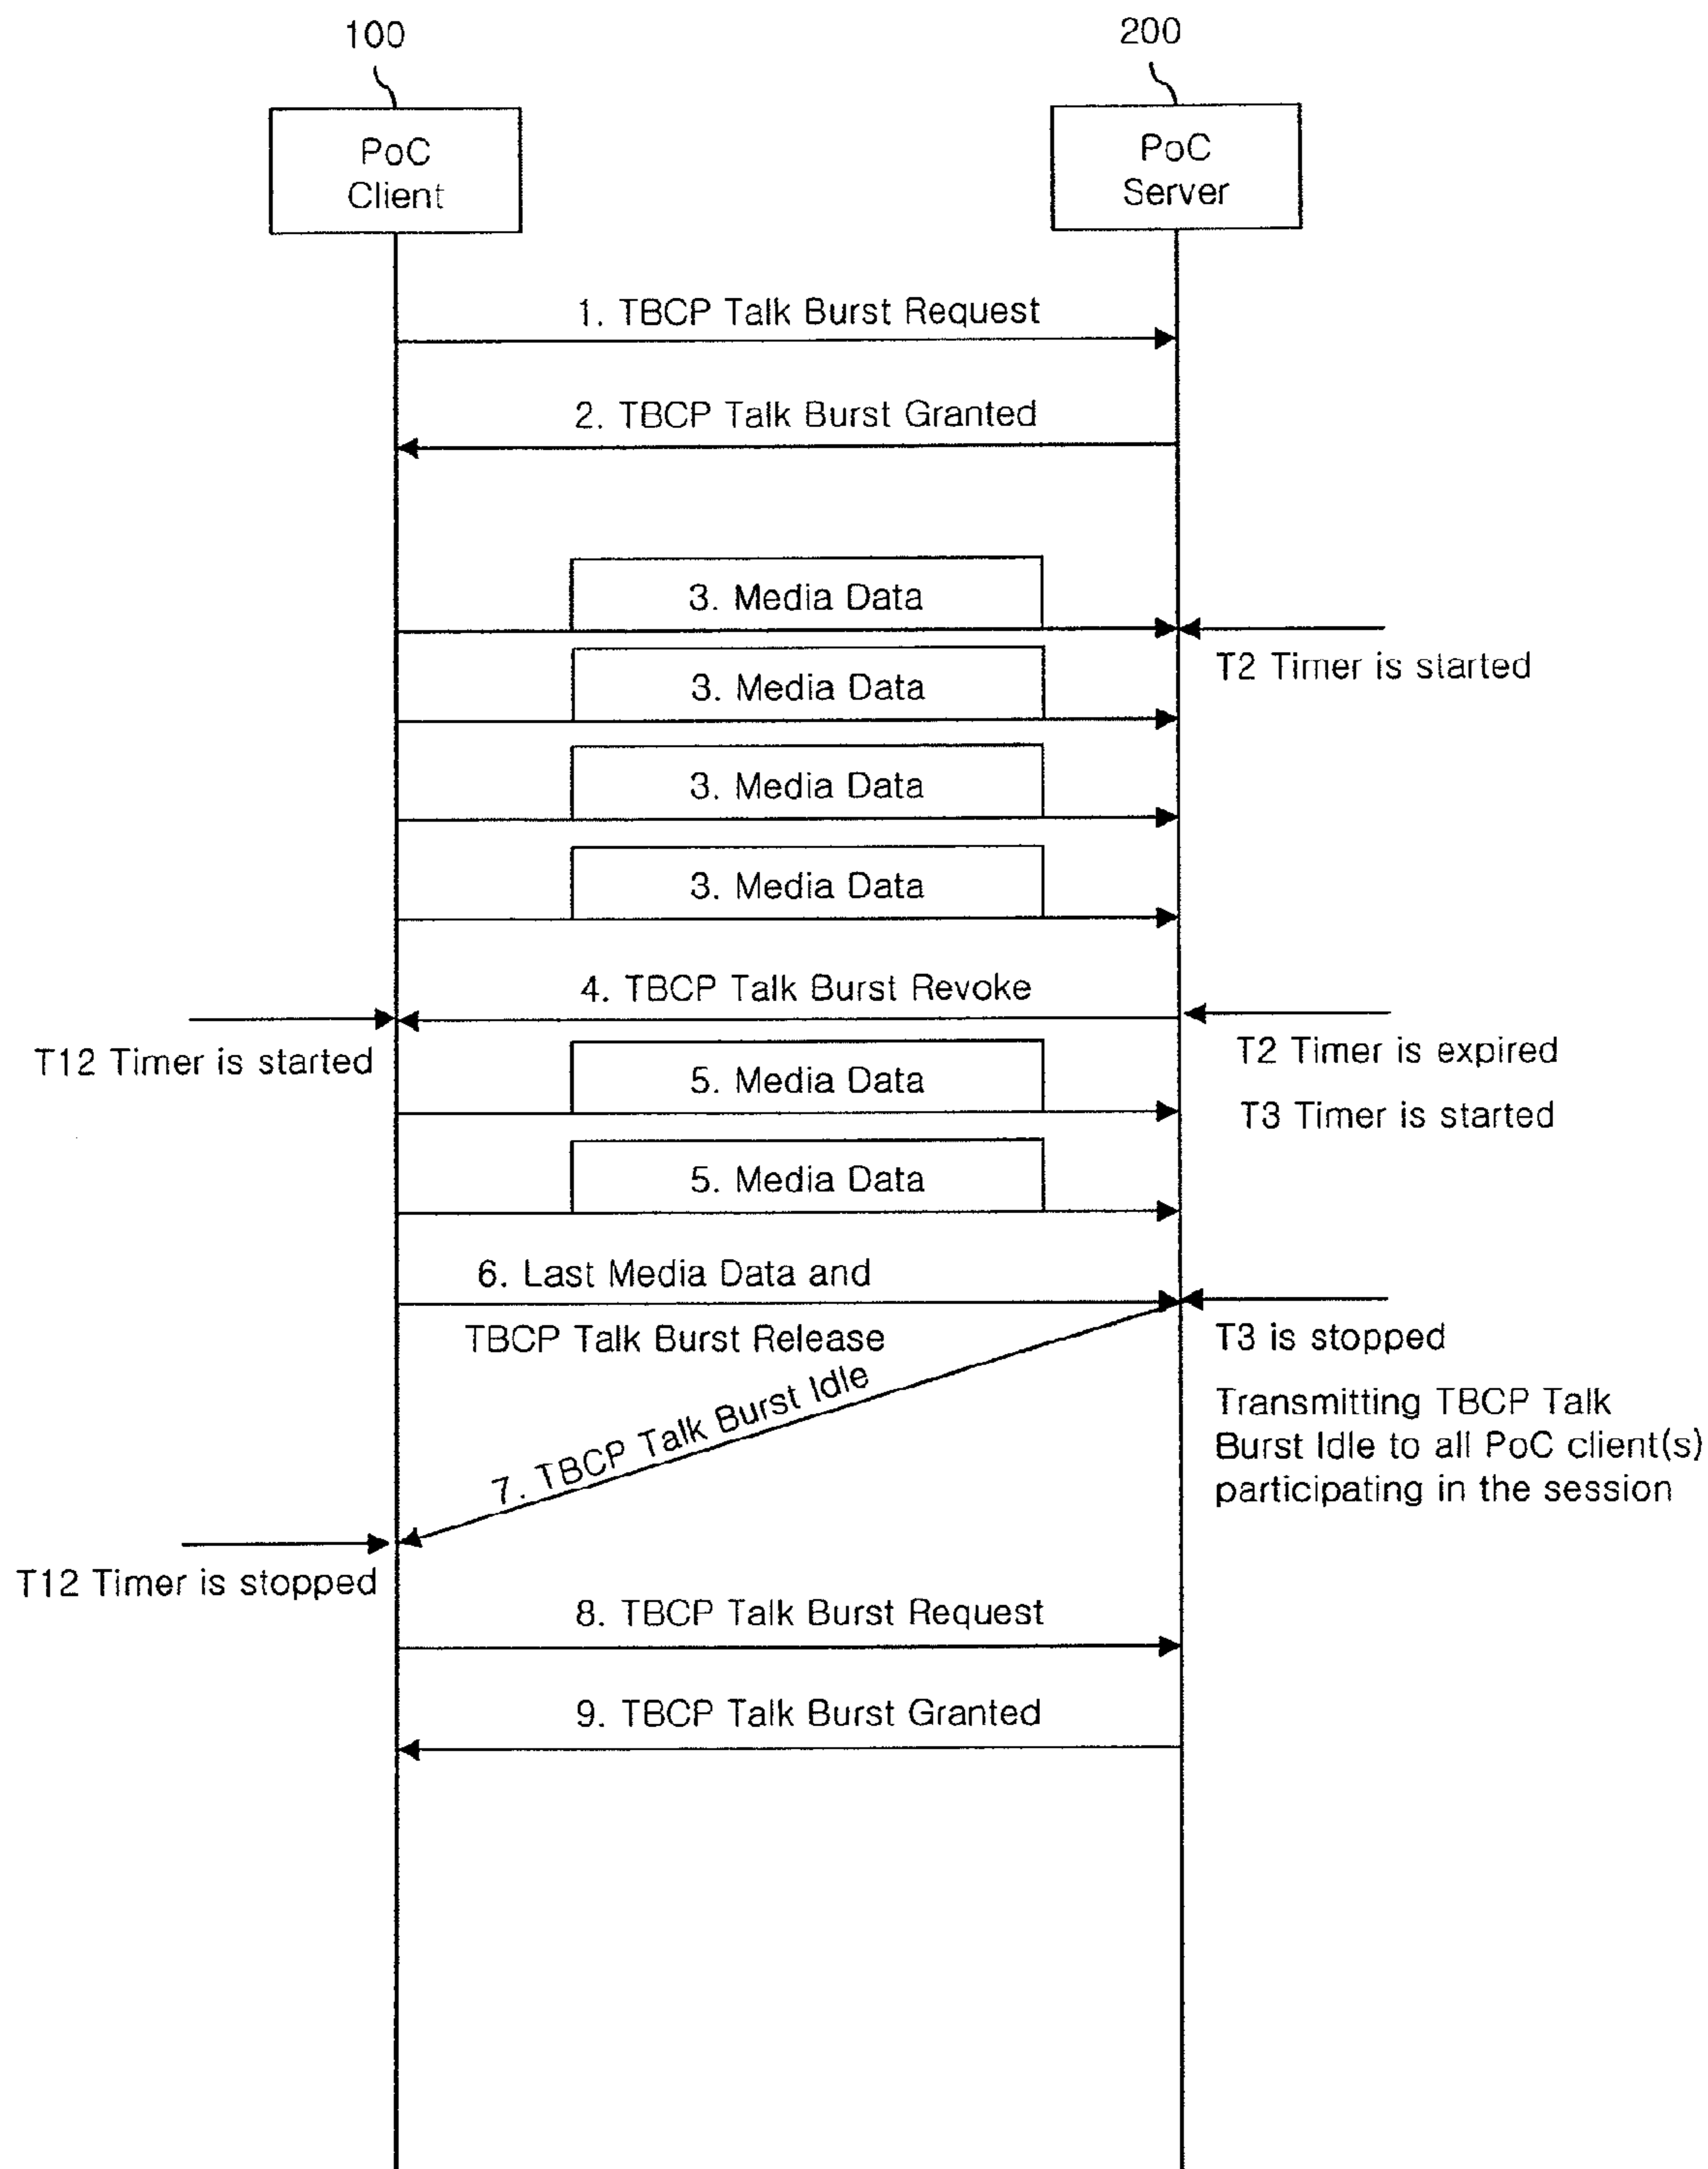 100
200
PoC
Client
PoC
Server
1. TBCP Talk Burst Request
2. TBCP Talk Burst Granted
3. Media Data
T2 Timer is started
3. Media Data
3. Media Data
3. Media Data
4. TBCP Talk Burst Revoke
T12 Timer is started
T2 Timer is expired
5. Media Data
T3 Timer is started
5. Media Data
6. Last Media Data and
TBCP Talk Burst Release
T3 is stopped
7. TBCP Talk Burst Idle
Transmitting TBCP Talk
Burst Idle to all PoC client(s)
participating in the session
T12 Timer is stopped
8. TBCP Talk Burst Request
9. TBCP Talk Burst Granted